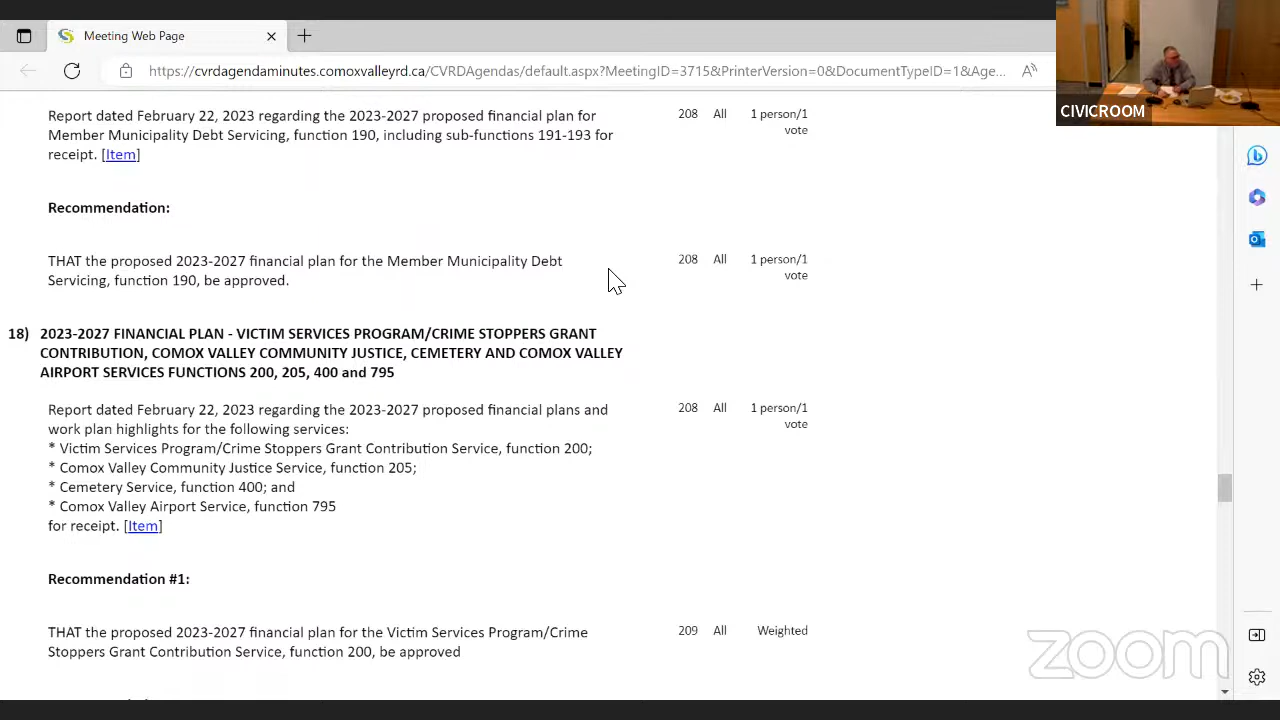 Meeting Web Page
https://cvrdagendaminutes.comoxvalleyrd.ca/CVRDAgendas/default.aspx?MeetingID=3715&PrinterVersion=0&DocumentTypeID=1&Age...
CIVICROOM
Report dated February 22, 2023 regarding the 2023-2027 proposed financial plan for 208 All 1 person/1
Member Municipality Debt Servicing, function 190, including sub-functions 191-193 for vote
receipt. [Item]
Recommendation:
THAT the proposed 2023-2027 financial plan for the Member Municipality Debt 208 All 1 person/1
Servicing, function 190, be approved. vote
18) 2023-2027 FINANCIAL PLAN - VICTIM SERVICES PROGRAM/CRIME STOPPERS GRANT
CONTRIBUTION, COMOX VALLEY COMMUNITY JUSTICE, CEMETERY AND COMOX VALLEY
AIRPORT SERVICES FUNCTIONS 200, 205, 400 and 795
Report dated February 22, 2023 regarding the 2023-2027 proposed financial plans and 208 All 1 person/1
work plan highlights for the following services: vote
* Victim Services Program/Crime Stoppers Grant Contribution Service, function 200;
* Comox Valley Community Justice Service, function 205;
* Cemetery Service, function 400; and
* Comox Valley Airport Service, function 795
for receipt. [Item]
Recommendation #1:
THAT the proposed 2023-2027 financial plan for the Victim Services Program/Crime 209 All Weighted
Stoppers Grant Contribution Service, function 200, be approved
zoom